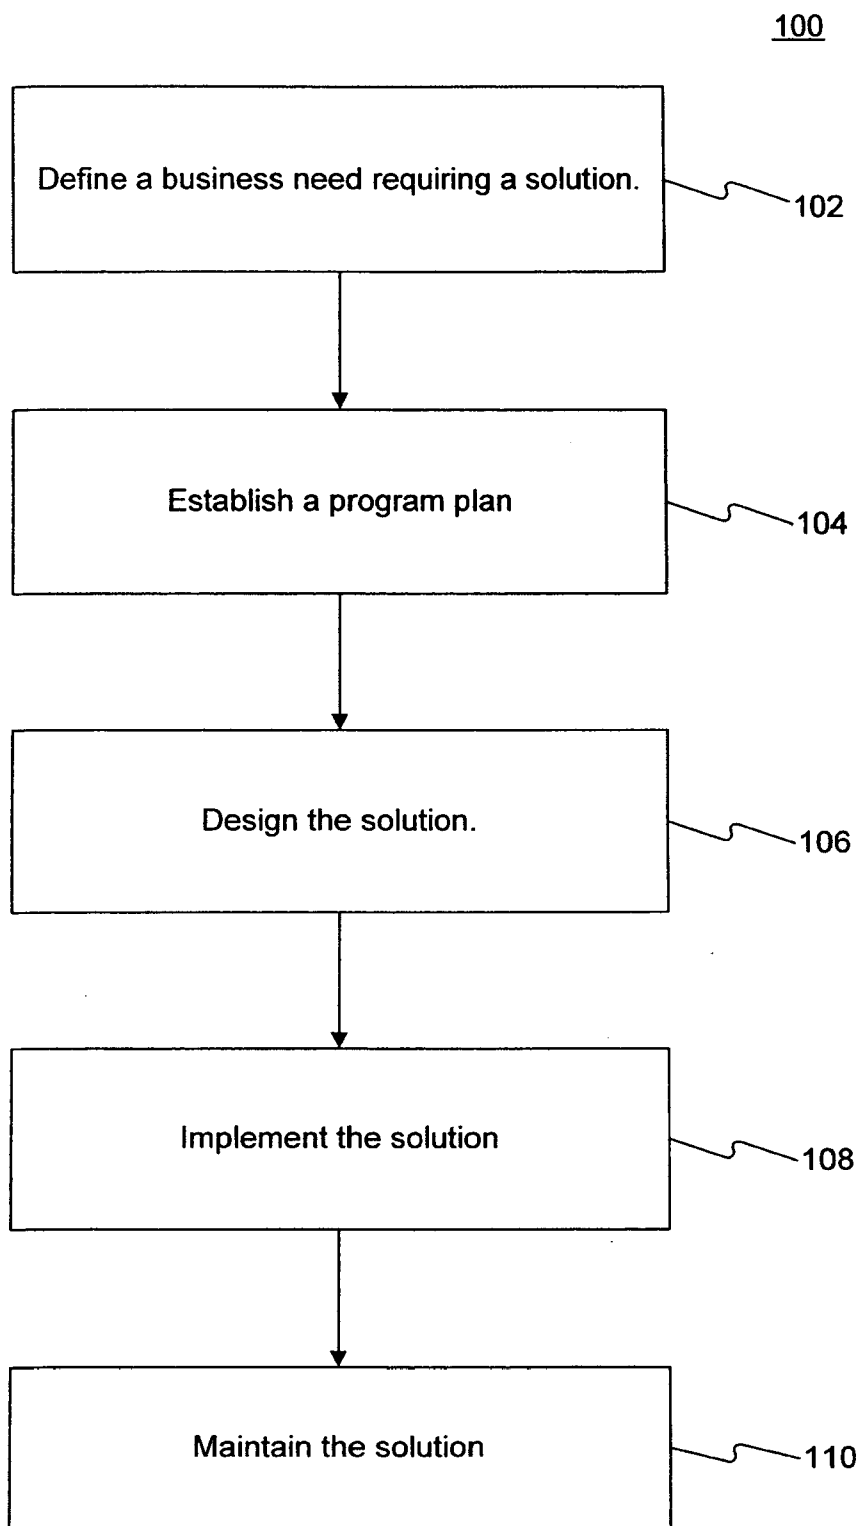 100
Define a business need requiring a solution.
102
Establish a program plan
104
Design the solution.
106
Implement the solution
108
Maintain the solution
110